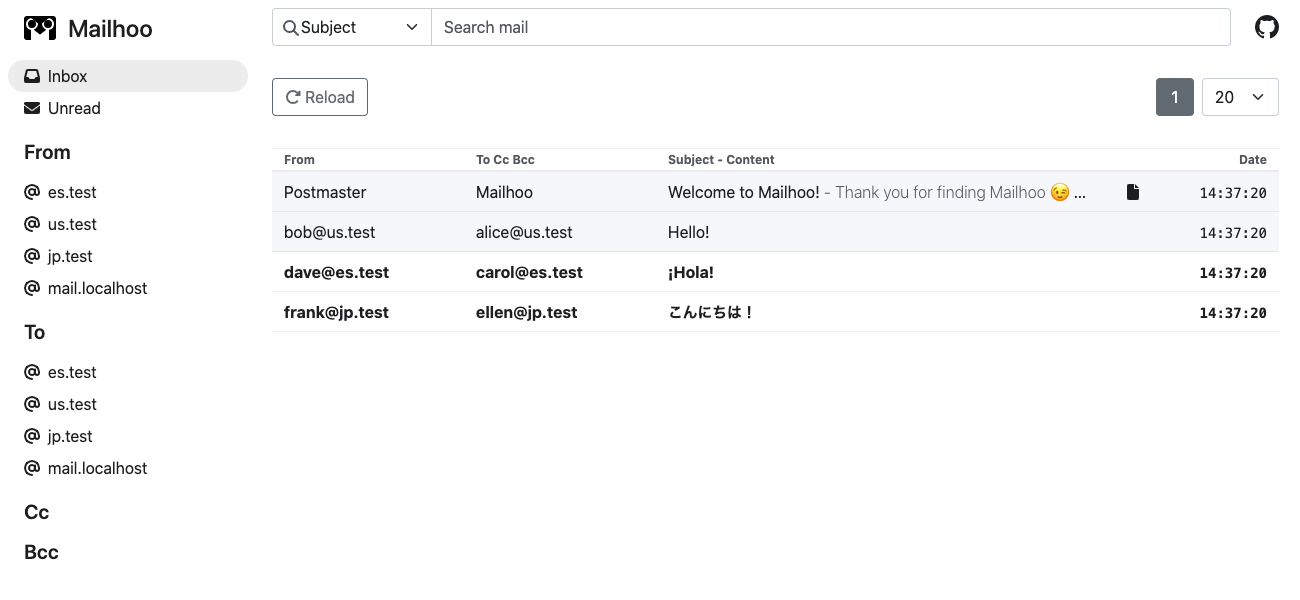 Mailhoo
Subject Search mail
Inbox
Unread
Reload 1 20
From
es.test
us.test
jp.test
mail.localhost
To
es.test
us.test
jp.test
mail.localhost
Cc
Bcc
From To Cc Bcc Subject - Content Date
Postmaster Mailhoo Welcome to Mailhoo! - Thank you for finding Mailhoo 😉 ... 14:37:20
bob@us.test alice@us.test Hello! 14:37:20
dave@es.test carol@es.test ¡Hola! 14:37:20
frank@jp.test ellen@jp.test こんにちは！ 14:37:20